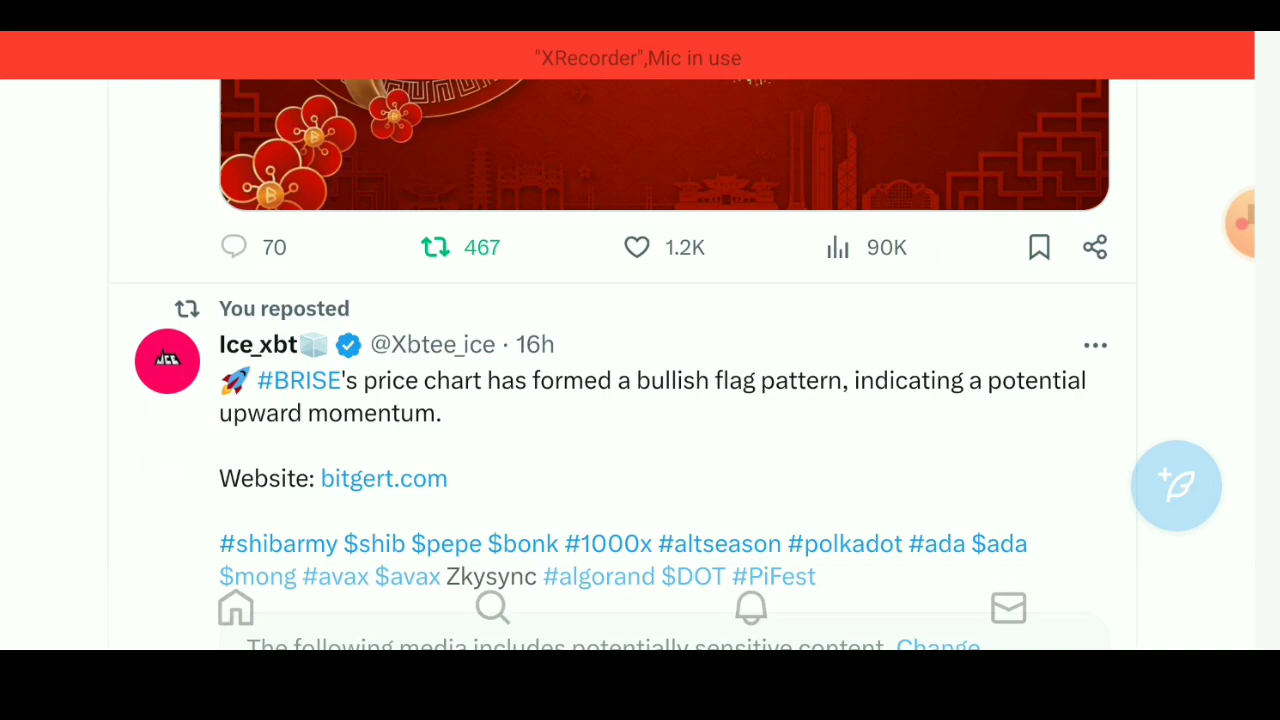 "XRecorder",Mic in use
70 467 1.2K 90K
You reposted
Ice_xbt🧊 @Xbtee_ice · 16h
🚀 #BRISE's price chart has formed a bullish flag pattern, indicating a potential
upward momentum.
Website: bitgert.com
#shibarmy $shib $pepe $bonk #1000x #altseason #polkadot #ada $ada
$mong #avax $avax Zkysync #algorand $DOT #PiFest
The following media includes potentially sensitive content. Change